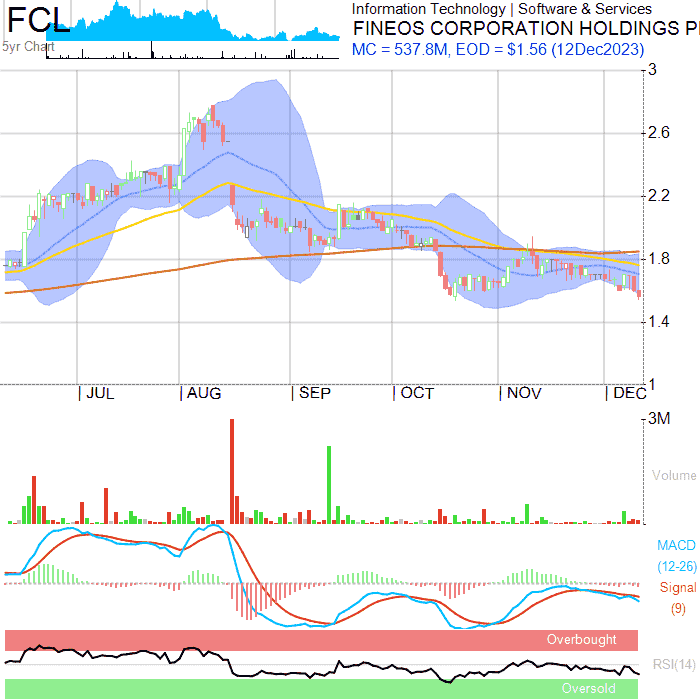 FCL
5yr Chart
Information Technology | Software & Services
FINEOS CORPORATION HOLDINGS P
MC = 537.8M, EOD = $1.56 (12Dec2023)
3
2.6
2.2
1.8
1.4
1
| JUL | AUG | SEP | OCT | NOV | DEC
3M
Volume
MACD
(12-26)
Signal
(9)
Overbought
RSI(14)
Oversold